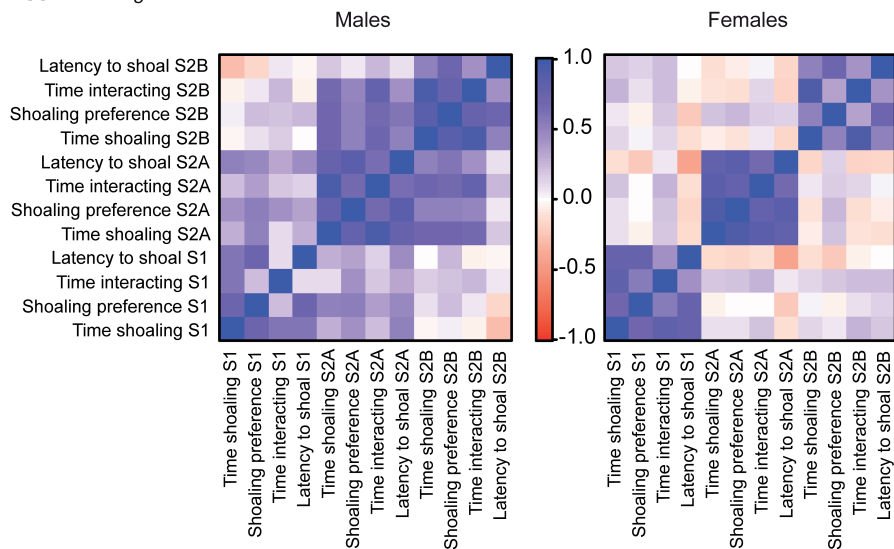 Males
Females
Latency to shoal S2B
Time interacting S2B
Shoaling preference S2B
Time shoaling S2B
Latency to shoal S2A
Time interacting S2A
Shoaling preference S2A
Time shoaling S2A
Latency to shoal S1
Time interacting S1
Shoaling preference S1
Time shoaling S1
1.0
0.5
0.0
-0.5
-1.0
Time shoaling S1
Shoaling preference S1
Time interacting S1
Latency to shoal S1
Time shoaling S2A
Shoaling preference S2A
Time interacting S2A
Latency to shoal S2A
Time shoaling S2B
Shoaling preference S2B
Time interacting S2B
Latency to shoal S2B
Time shoaling S1
Shoaling preference S1
Time interacting S1
Latency to shoal S1
Time shoaling S2A
Shoaling preference S2A
Time interacting S2A
Latency to shoal S2A
Time shoaling S2B
Shoaling preference S2B
Time interacting S2B
Latency to shoal S2B